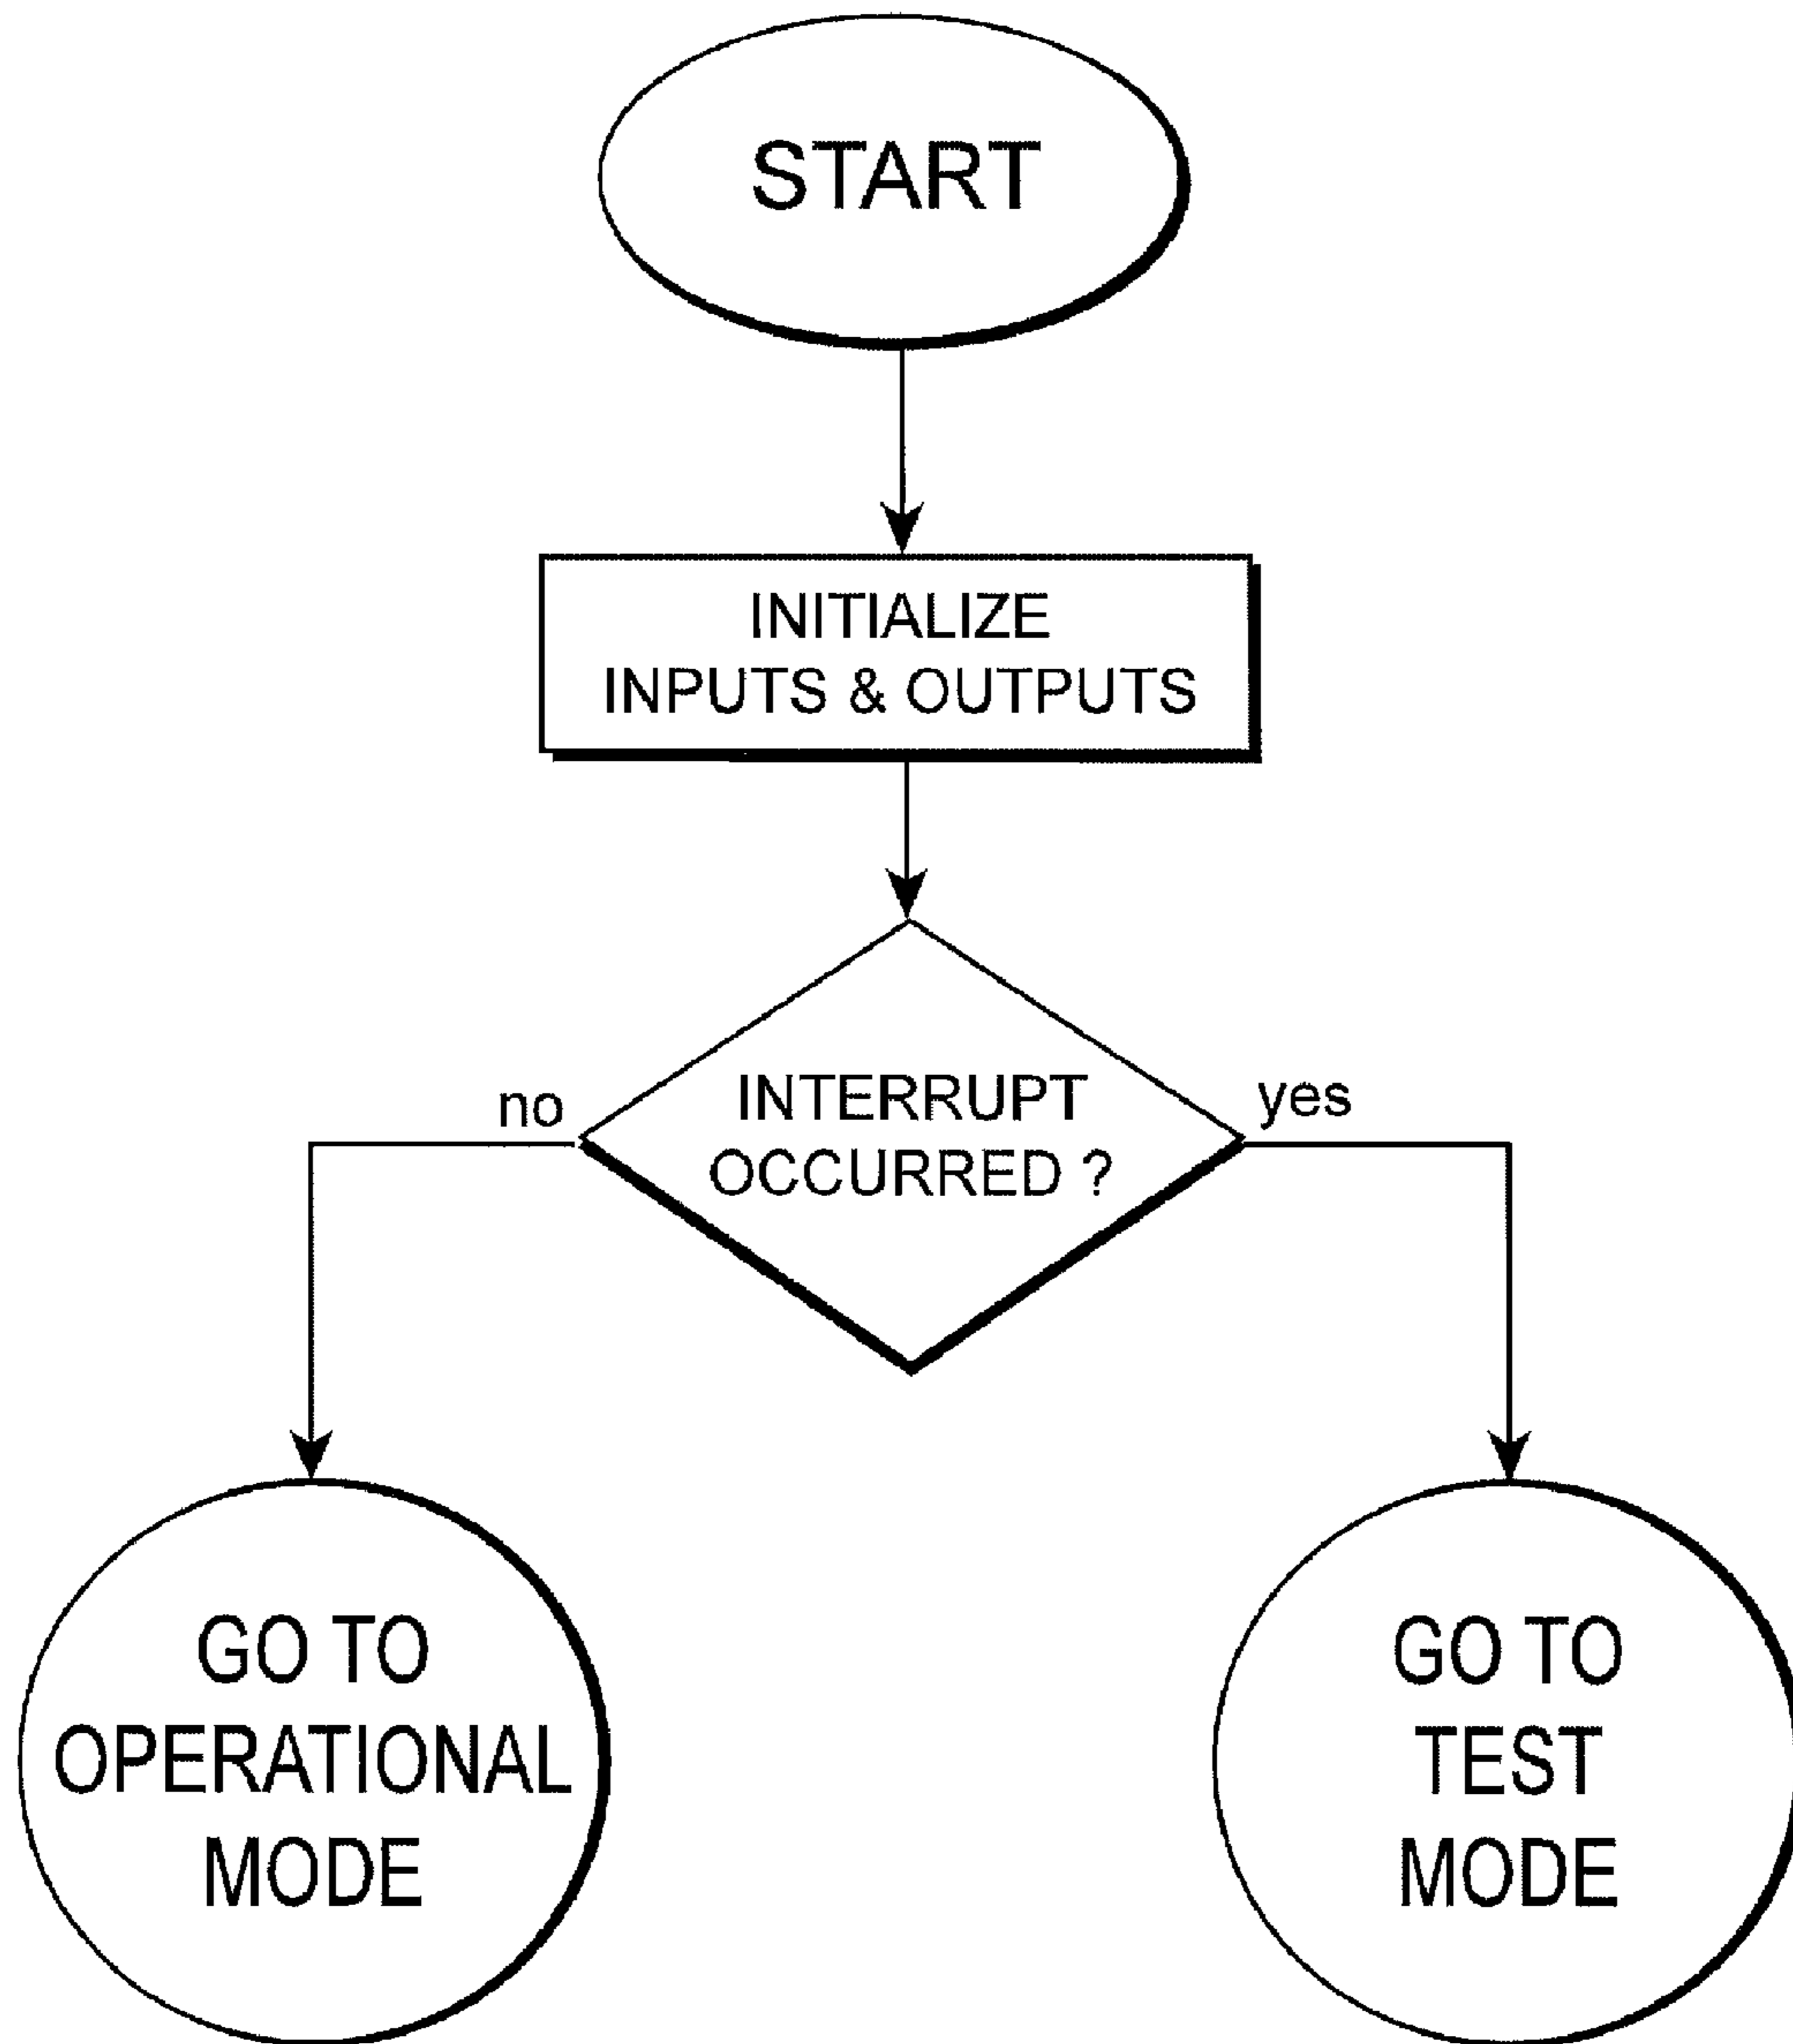 START
INITIALIZE
INPUTS & OUTPUTS
INTERRUPT
OCCURRED ?
no
yes
GO TO
OPERATIONAL
MODE
GO TO
TEST
MODE